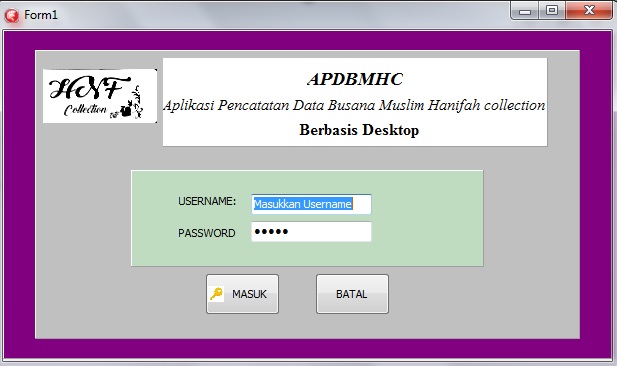 Form1
HNF
Collection
APDBMHC
Aplikasi Pencatatan Data Busana Muslim Hanifah collection
Berbasis Desktop
USERNAME:
Masukkan Username
PASSWORD
•••••
MASUK
BATAL